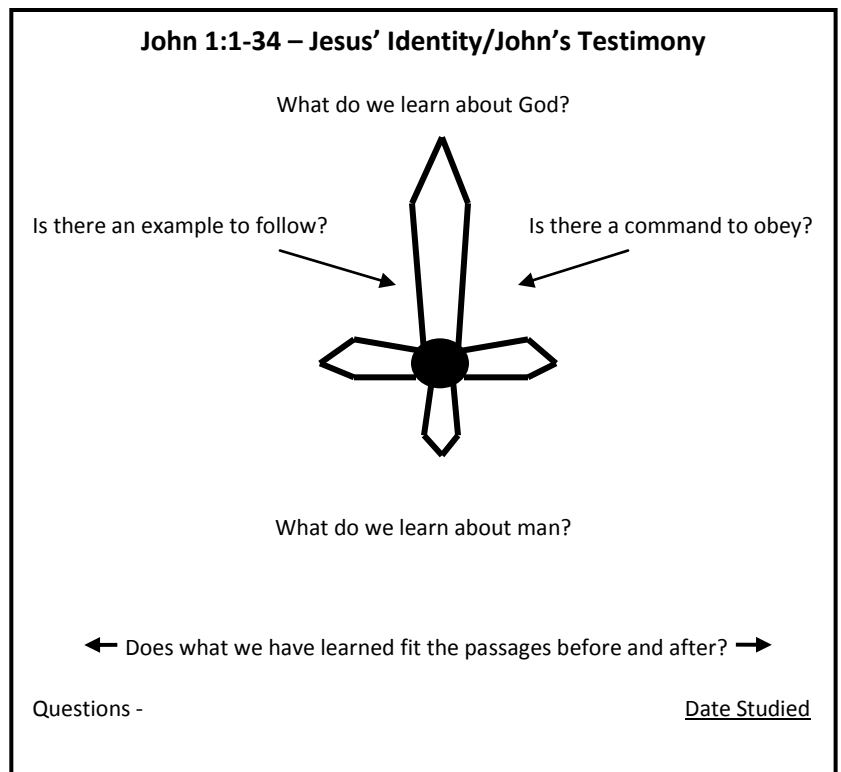 John 1:1-34 – Jesus’ Identity/John’s Testimony
What do we learn about God?
Is there an example to follow?
Is there a command to obey?
What do we learn about man?
Does what we have learned fit the passages before and after?
Questions -
Date Studied